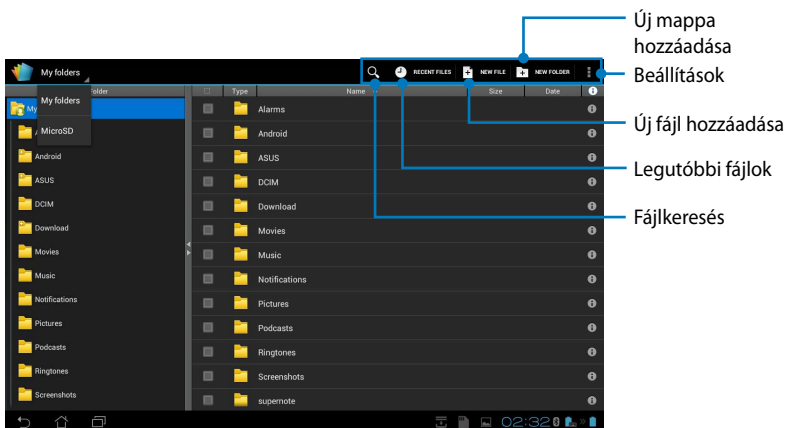 Új mappa
hozzáadása
Beállítások
Új fájl hozzáadása
Legutóbbi fájlok
Fájlkeresés
My folders
RECENT FILES
NEW FILE
NEW FOLDER
My folders
MicroSD
Folder
My
Android
ASUS
DCIM
Download
Movies
Music
Notifications
Pictures
Podcasts
Ringtones
Screenshots
Type
Name
Size
Date
Alarms
Android
ASUS
DCIM
Download
Movies
Music
Notifications
Pictures
Podcasts
Ringtones
Screenshots
supernote
02:32